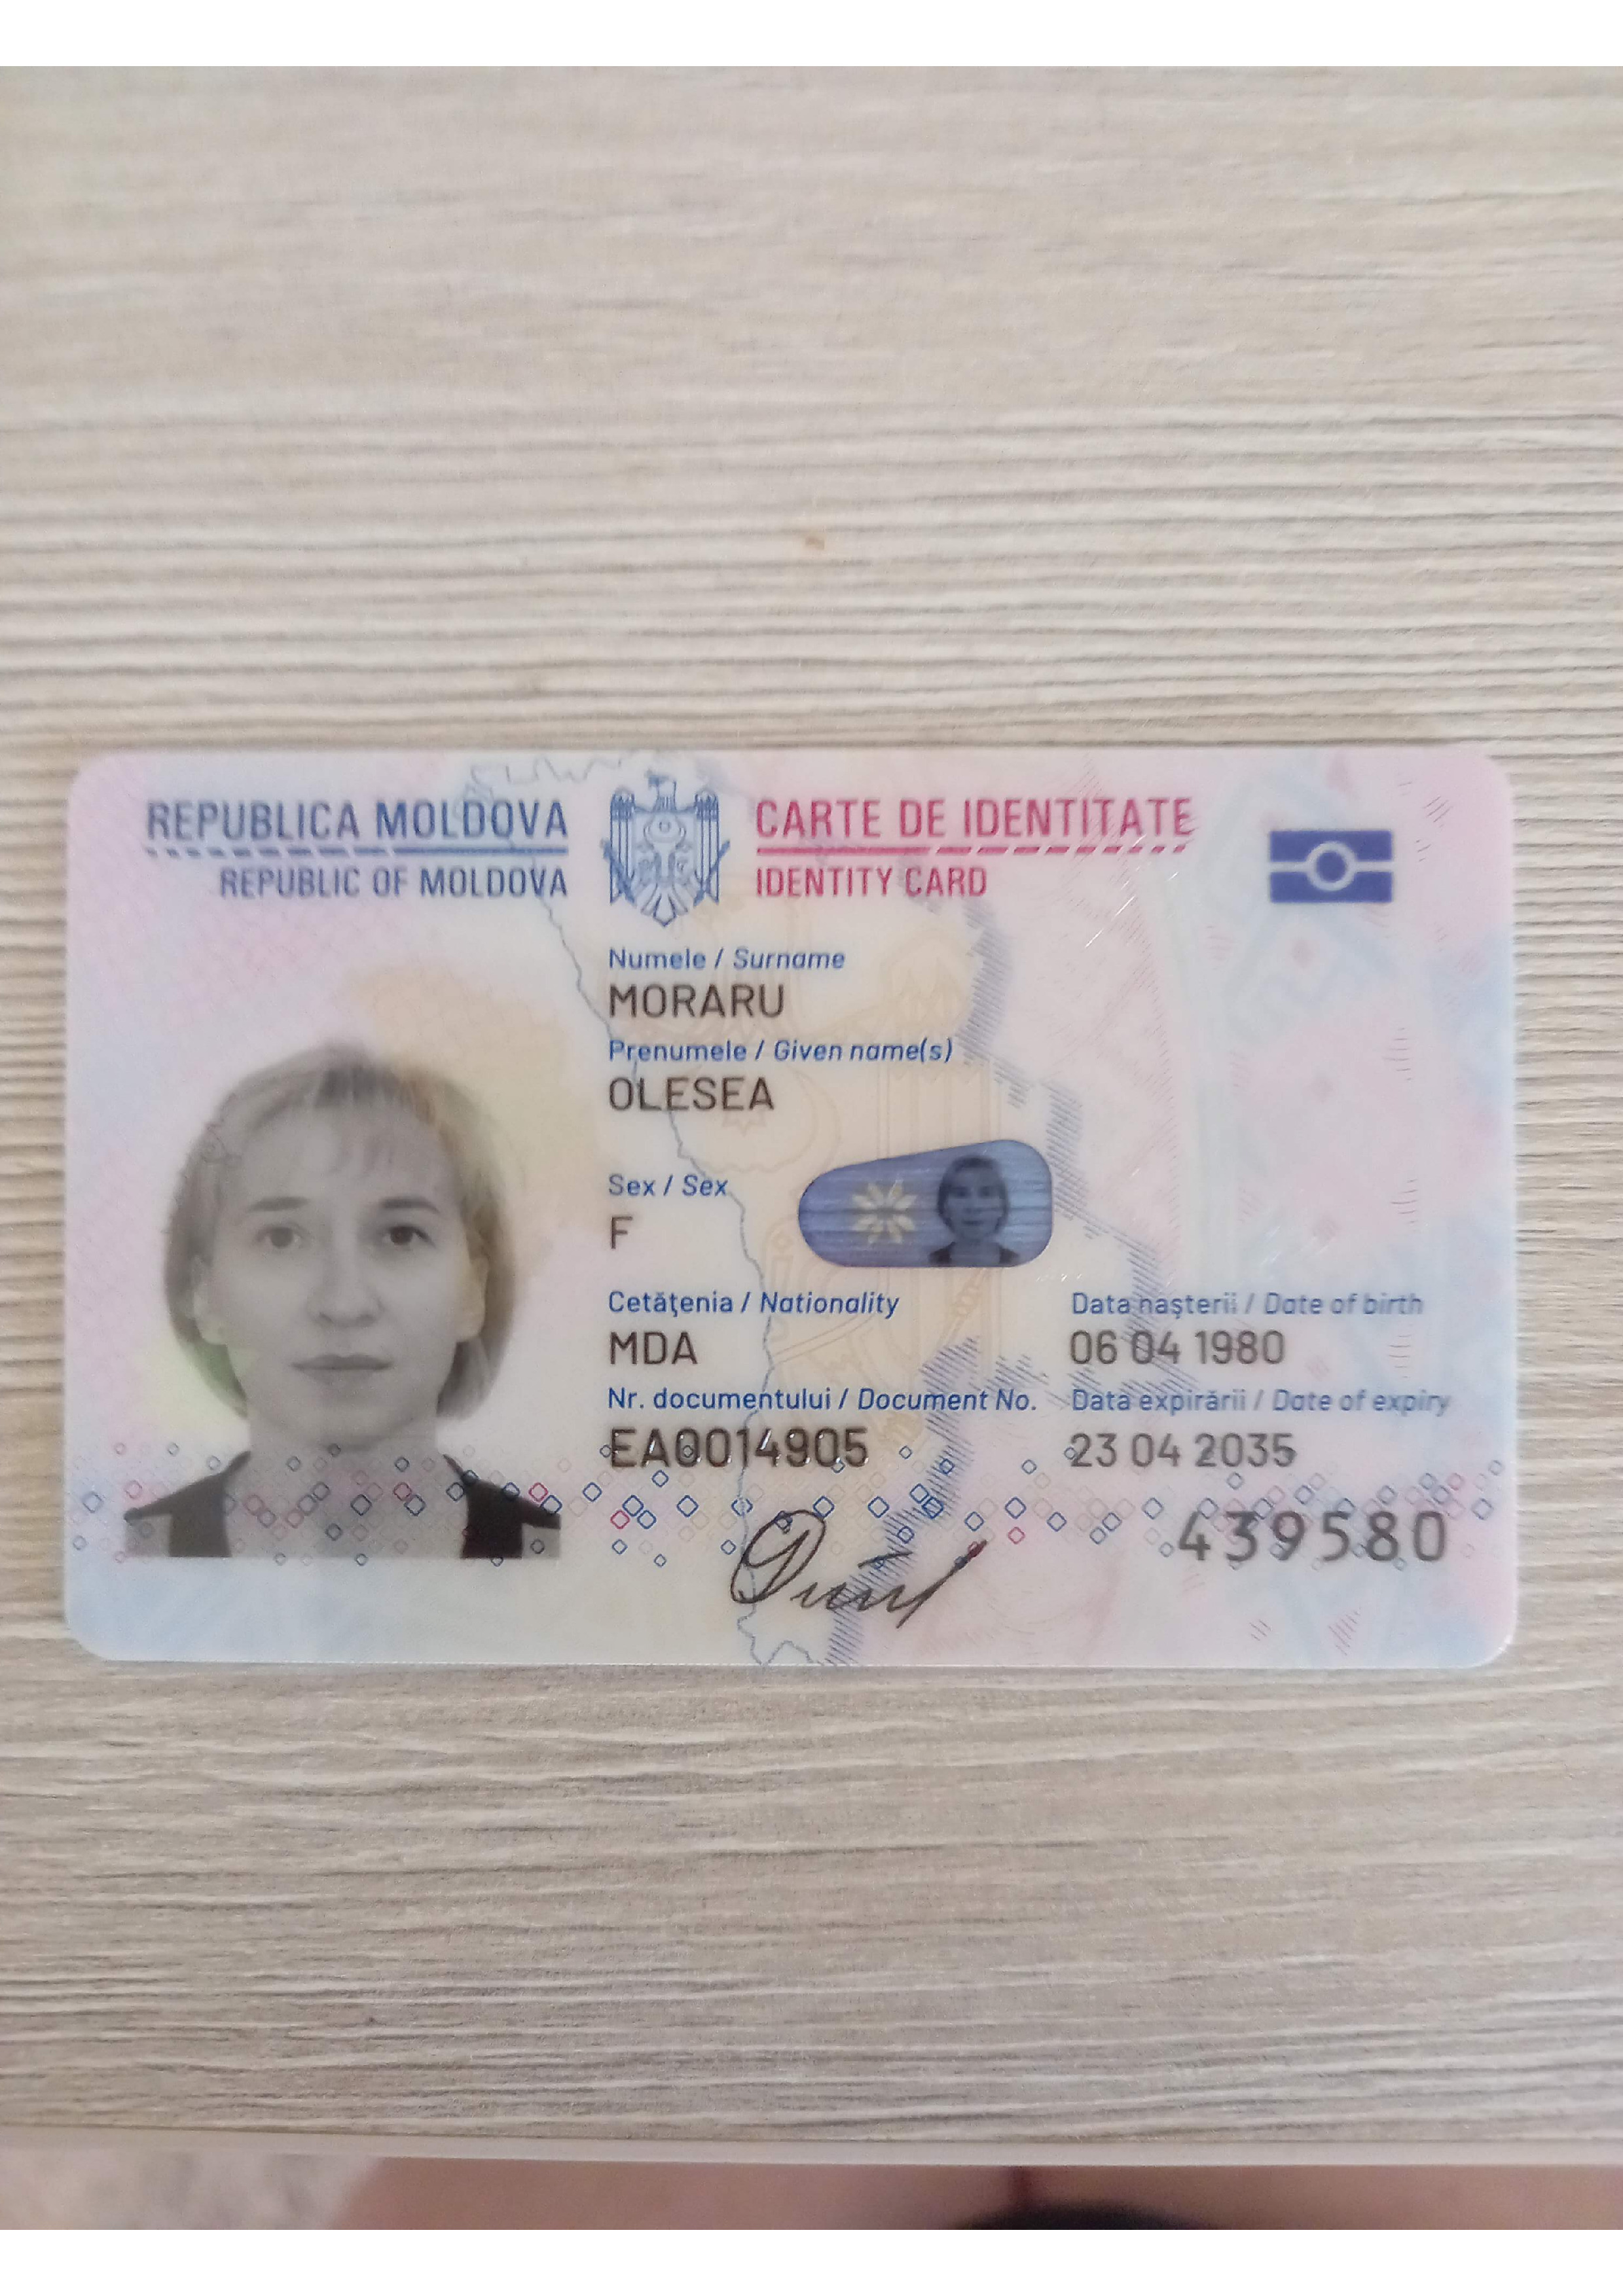 REPUBLICA MOLDOVA
REPUBLIC OF MOLDOVA
CARTE DE IDENTITATE
IDENTITY CARD
Numele / Surname
MORARU
Prenumele / Given name(s)
OLESEA
Sex / Sex
F
Cetăţenia / Nationality
MDA
Data naşterii / Date of birth
06 04 1980
Nr. documentului / Document No.
EA0014905
Data expirării / Date of expiry
23 04 2035
439580